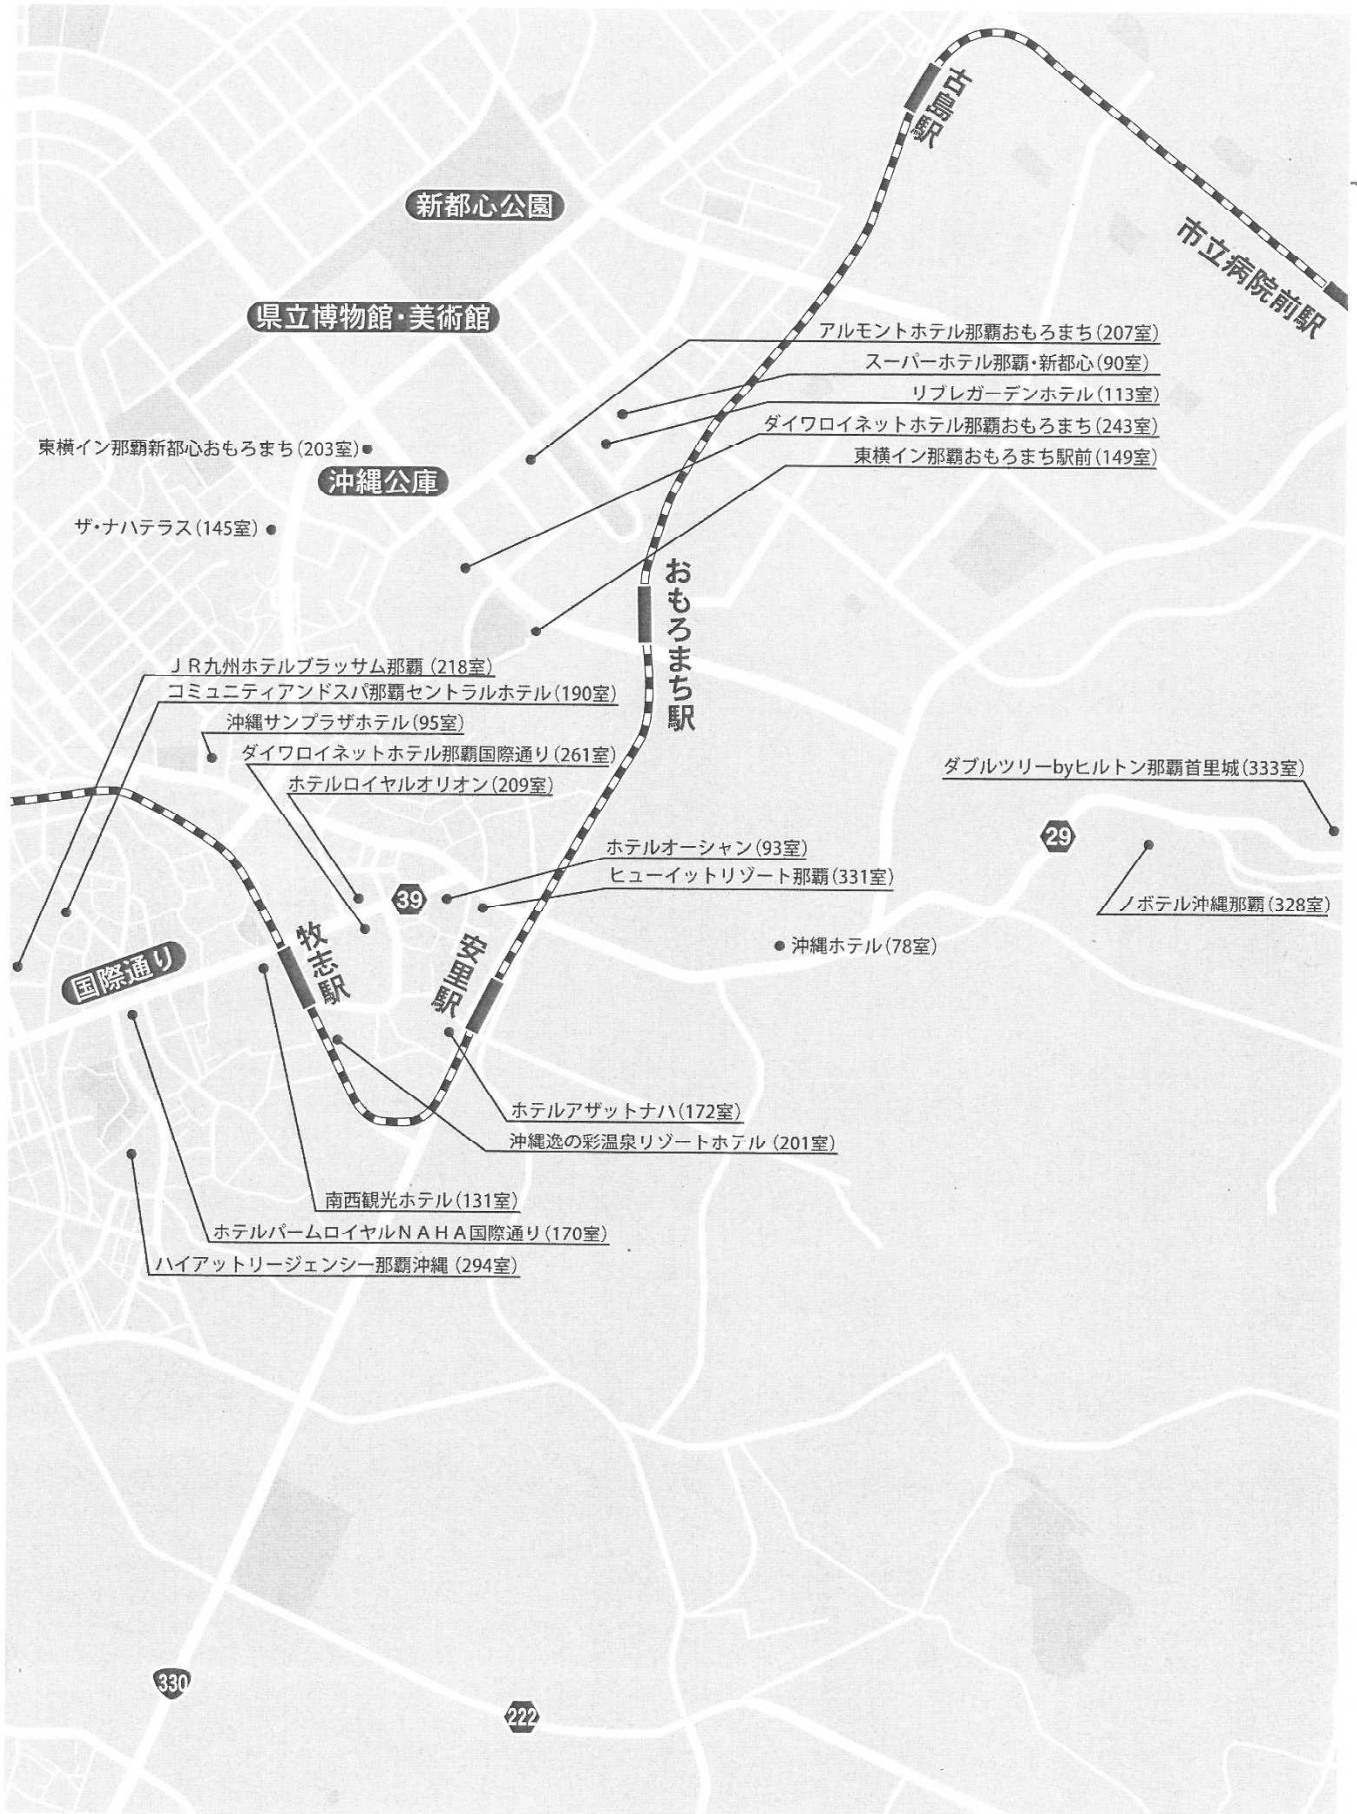 古島駅
新都心公園
市立病院前駅
県立博物館・美術館
アルモントホテル那覇おもろまち(207室)
スーパーホテル那覇・新都心(90室)
リブレガーデンホテル(113室)
ダイワロイネットホテル那覇おもろまち(243室)
東横イン那覇新都心おもろまち(203室)
東横イン那覇おもろまち駅前(149室)
沖縄公庫
ザ・ナハテラス(145室)
おもろまち駅
ＪＲ九州ホテルブラッサム那覇(218室)
コミュニティアンドスパ那覇セントラルホテル(190室)
沖縄サンプラザホテル(95室)
ダイワロイネットホテル那覇国際通り(261室)
ホテルロイヤルオリオン(209室)
ダブルツリーbyヒルトン那覇首里城(333室)
29
ホテルオーシャン(93室)
ヒューイットリゾート那覇(331室)
39
ノボテル沖縄那覇(328室)
沖縄ホテル(78室)
牧志駅
安里駅
国際通り
ホテルアザットナハ(172室)
沖縄逸の彩温泉リゾートホテル(201室)
南西観光ホテル(131室)
ホテルパームロイヤルＮＡＨＡ国際通り(170室)
ハイアットリージェンシー那覇沖縄(294室)
330
222